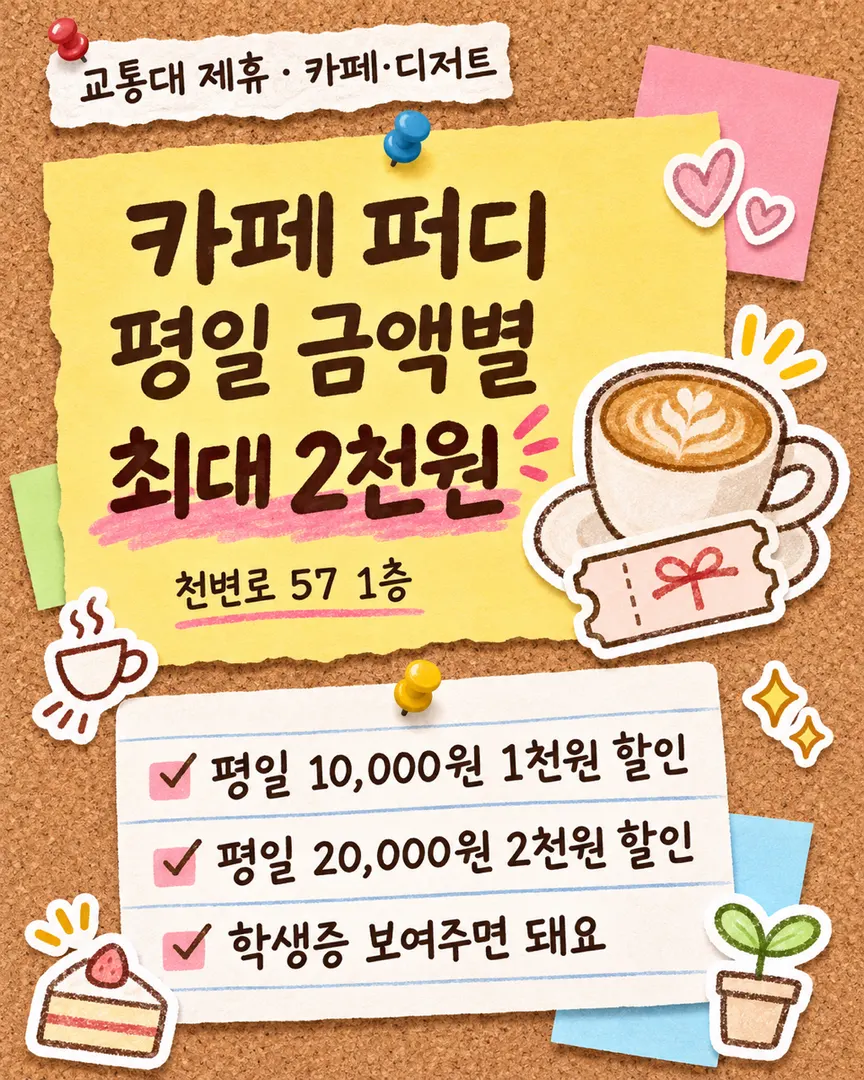 교통대 제휴 · 카페·디저트
카페 퍼디
평일 금액별
최대 2천원
천변로 57 1층
평일 10,000원 1천원 할인
평일 20,000원 2천원 할인
학생증 보여주면 돼요